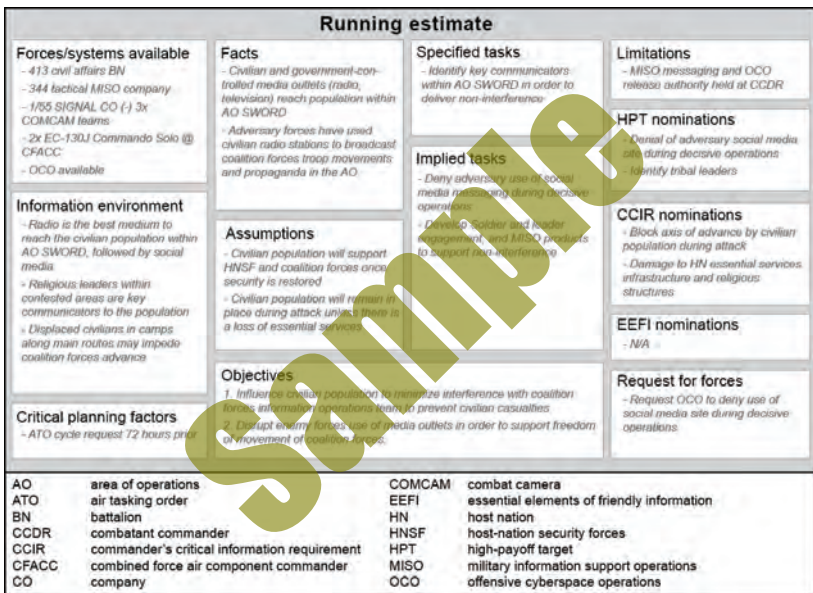 Running estimate
Forces/systems available
- 413 civil affairs BN
- 344 tactical MISO company
- 1/55 SIGNAL CO (-) 3x
COMCAM teams
- 2x EC-130J Commando Solo @
CFACC
- OCO available
Information environment
- Radio is the best medium to
reach the civilian population within
AO SWORD, followed by social
media
- Religious leaders within
contested areas are key
communicators to the population
- Displaced civilians in camps
along main routes may impede
coalition forces advance
Critical planning factors
- ATO cycle request 72 hours prior
Facts
- Civilian and government-con-
trolled media outlets (radio,
television) reach population within
AO SWORD
- Adversary forces have used
civilian radio stations to broadcast
coalition forces troop movements
and propaganda in the AO
Assumptions
- Civilian population will support
HNSF and coalition forces once
security is restored
- Civilian population will remain in
place during attack unless there is
a loss of essential services
Objectives
1. Influence civilian population to minimize interference with coalition
forces information operations team to prevent civilian casualties
2. Disrupt enemy forces use of media outlets in order to support freedom
of movement of coalition forces.
Specified tasks
- Identify key communicators
within AO SWORD in order to
deliver non-interference
Implied tasks
- Deny adversary use of social
media messaging during decisive
operations
- Develop Soldier and leader
engagement, and MISO products
to support non-interference
Limitations
- MISO messaging and OCO
release authority held at CCDR
HPT nominations
- Denial of adversary social media
site during decisive operations
- Identify tribal leaders
CCIR nominations
- Block axis of advance by civilian
population during attack
- Damage to HN essential services
infrastructure and religious
structures
EEFI nominations
- N/A
Request for forces
- Request OCO to deny use of
social media site during decisive
operations
Sample
AO area of operations
ATO air tasking order
BN battalion
CCDR combatant commander
CCIR commander's critical information requirement
CFACC combined force air component commander
CO company
COMCAM combat camera
EEFI essential elements of friendly information
HN host nation
HNSF host-nation security forces
HPT high-payoff target
MISO military information support operations
OCO offensive cyberspace operations